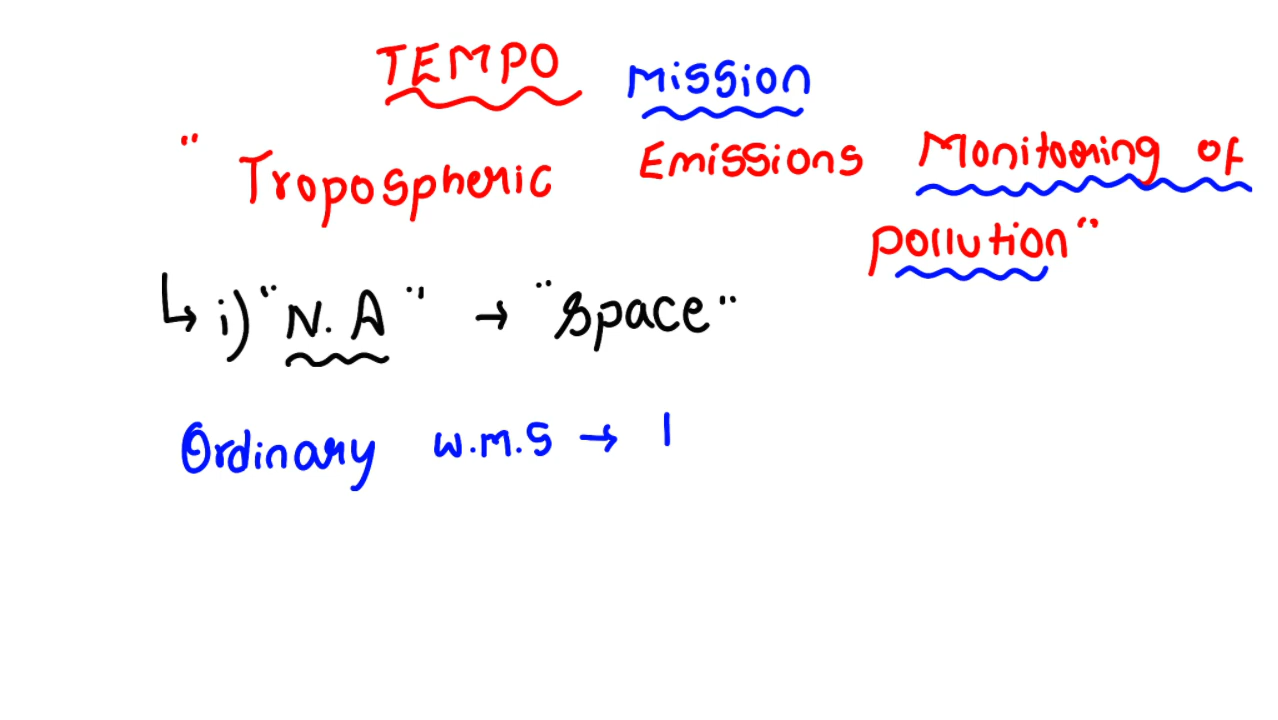 TEMPO Mission
" Tropospheric Emissions Monitoring of
pollution"
↳ i) "N.A" → "space"
Ordinary w.m.s → 1